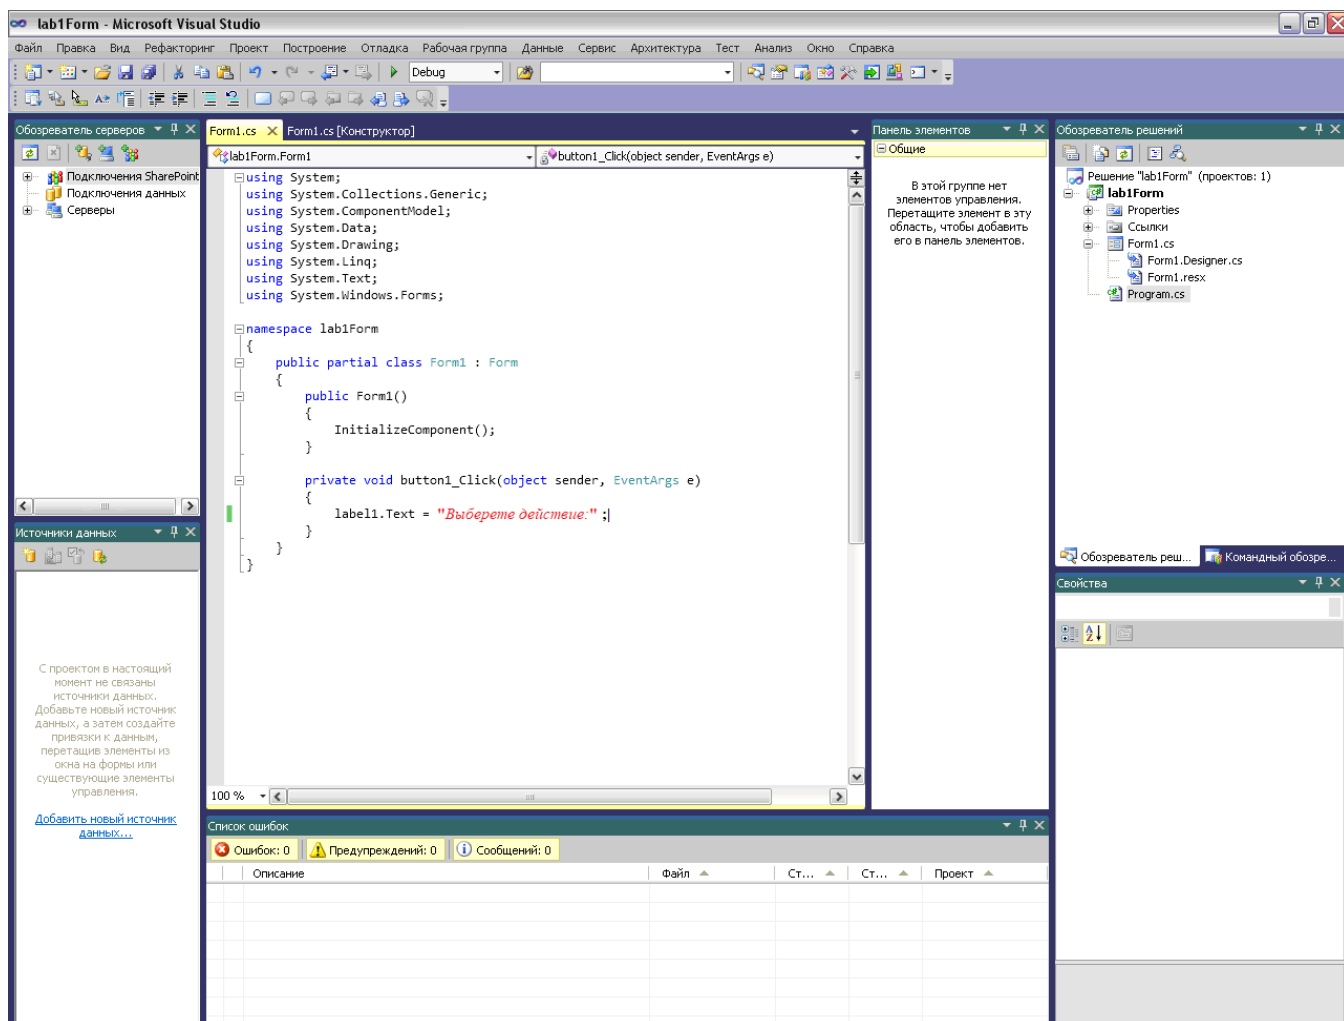 lab1Form - Microsoft Visual Studio
Файл Правка Вид Рефакторинг Проект Построение Отладка Рабочая группа Данные Сервис Архитектура Тест Анализ Окно Справка
Debug
Обозреватель серверов
Подключения SharePoint
Подключения данных
Серверы
Источники данных
С проектом в настоящий
момент не связаны
источники данных.
Добавьте новый источник
данных, а затем создайте
привязки к данным,
перетащив элементы из
окна на формы или
существующие элементы
управления.
Добавить новый источник
данных...
Form1.cs Form1.cs [Конструктор]
lab1Form.Form1 button1_Click(object sender, EventArgs e)
using System;
using System.Collections.Generic;
using System.ComponentModel;
using System.Data;
using System.Drawing;
using System.Linq;
using System.Text;
using System.Windows.Forms;
namespace lab1Form
{
public partial class Form1 : Form
{
public Form1()
{
InitializeComponent();
}
private void button1_Click(object sender, EventArgs e)
{
label1.Text = "Выберете действие:" ;
}
}
}
100 %
Список ошибок
Ошибок: 0 Предупреждений: 0 Сообщений: 0
Описание Файл Ст... Ст... Проект
Панель элементов
Общие
В этой группе нет
элементов управления.
Перетащите элемент в эту
область, чтобы добавить
его в панель элементов.
Обозреватель решений
Решение "lab1Form" (проектов: 1)
lab1Form
Properties
Ссылки
Form1.cs
Form1.Designer.cs
Form1.resx
Program.cs
Обозреватель реш... Командный обозре...
Свойства